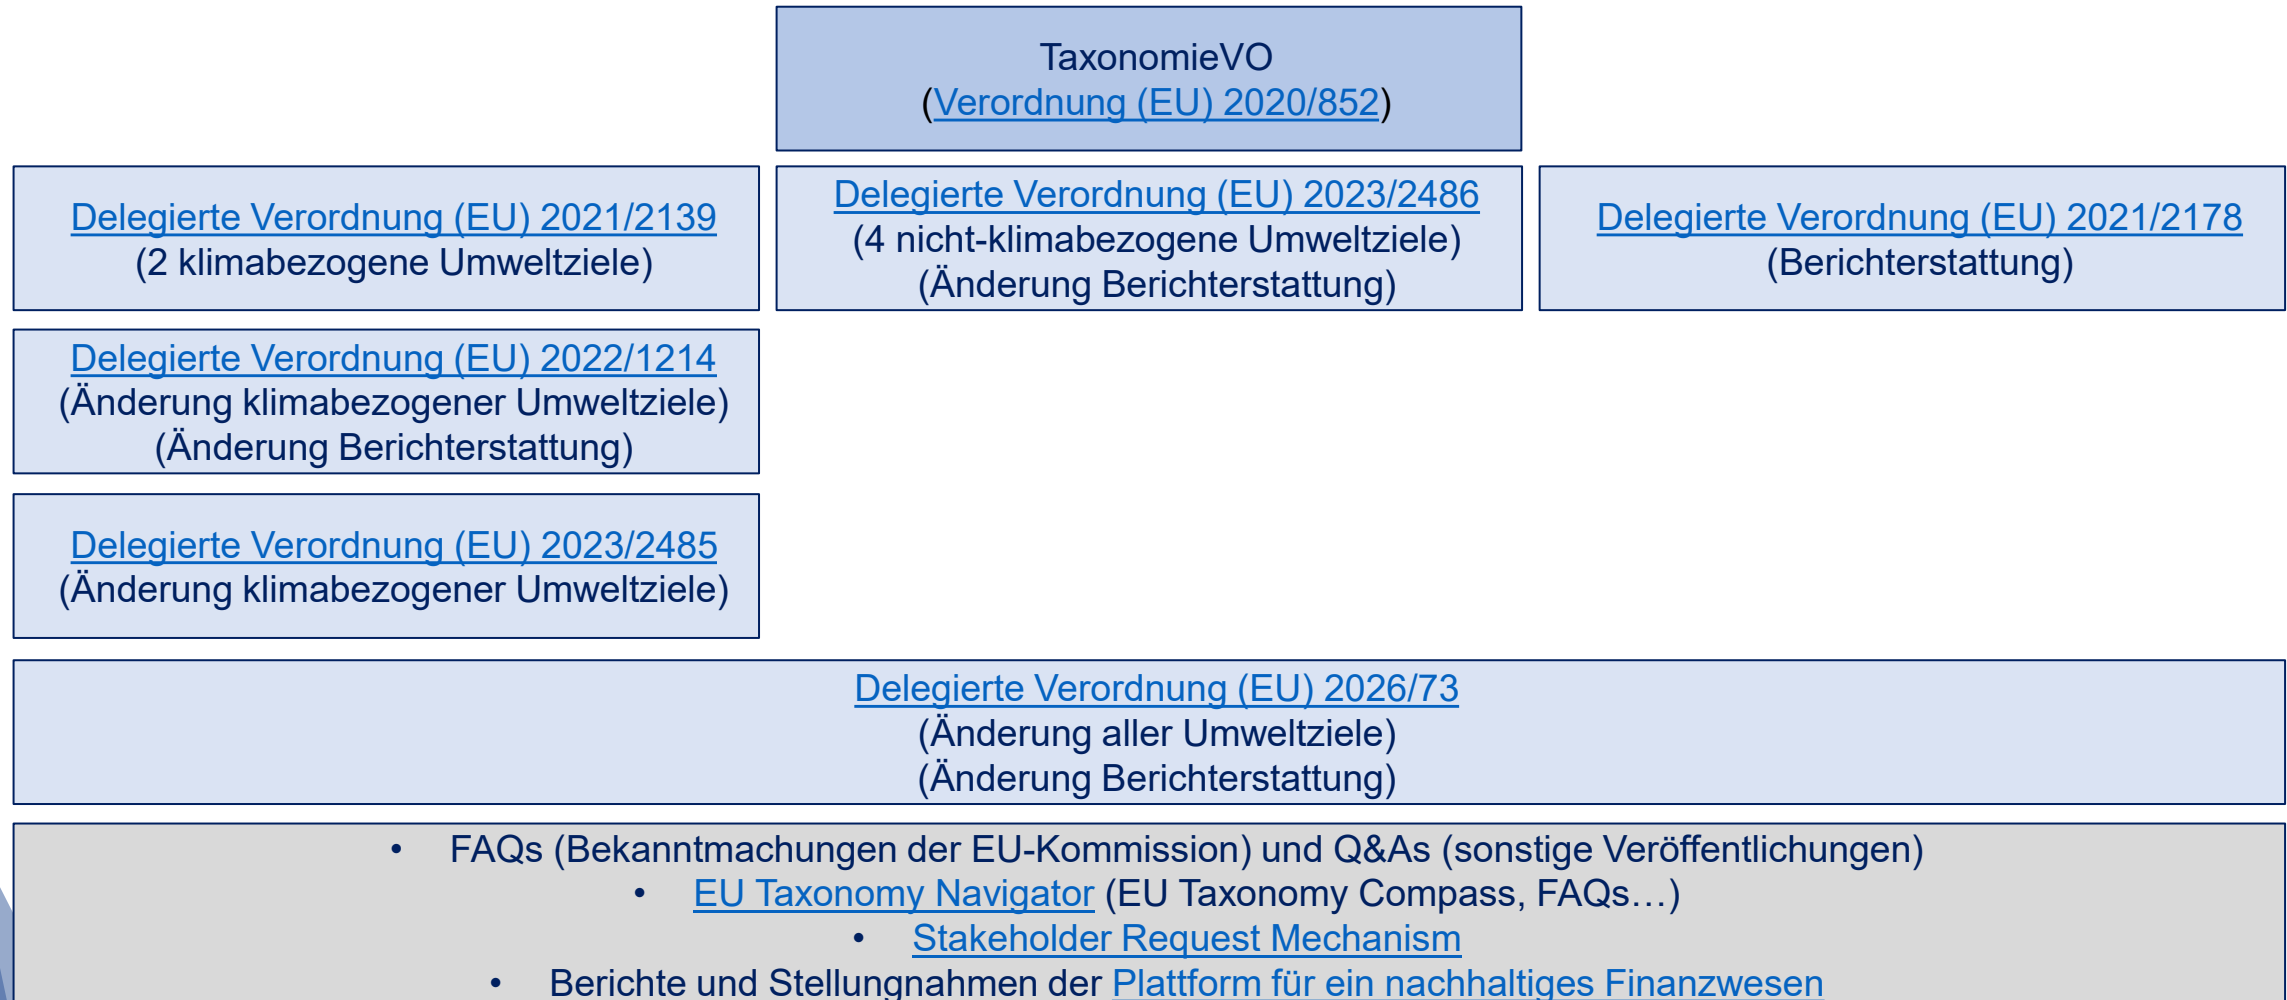 TaxonomieVO
(Verordnung (EU) 2020/852)
Delegierte Verordnung (EU) 2021/2139
(2 klimabezogene Umweltziele)
Delegierte Verordnung (EU) 2023/2486
(4 nicht-klimabezogene Umweltziele)
(Änderung Berichterstattung)
Delegierte Verordnung (EU) 2021/2178
(Berichterstattung)
Delegierte Verordnung (EU) 2022/1214
(Änderung klimabezogener Umweltziele)
(Änderung Berichterstattung)
Delegierte Verordnung (EU) 2023/2485
(Änderung klimabezogener Umweltziele)
Delegierte Verordnung (EU) 2026/73
(Änderung aller Umweltziele)
(Änderung Berichterstattung)
• FAQs (Bekanntmachungen der EU-Kommission) und Q&As (sonstige Veröffentlichungen)
• EU Taxonomy Navigator (EU Taxonomy Compass, FAQs…)
• Stakeholder Request Mechanism
• Berichte und Stellungnahmen der Plattform für ein nachhaltiges Finanzwesen